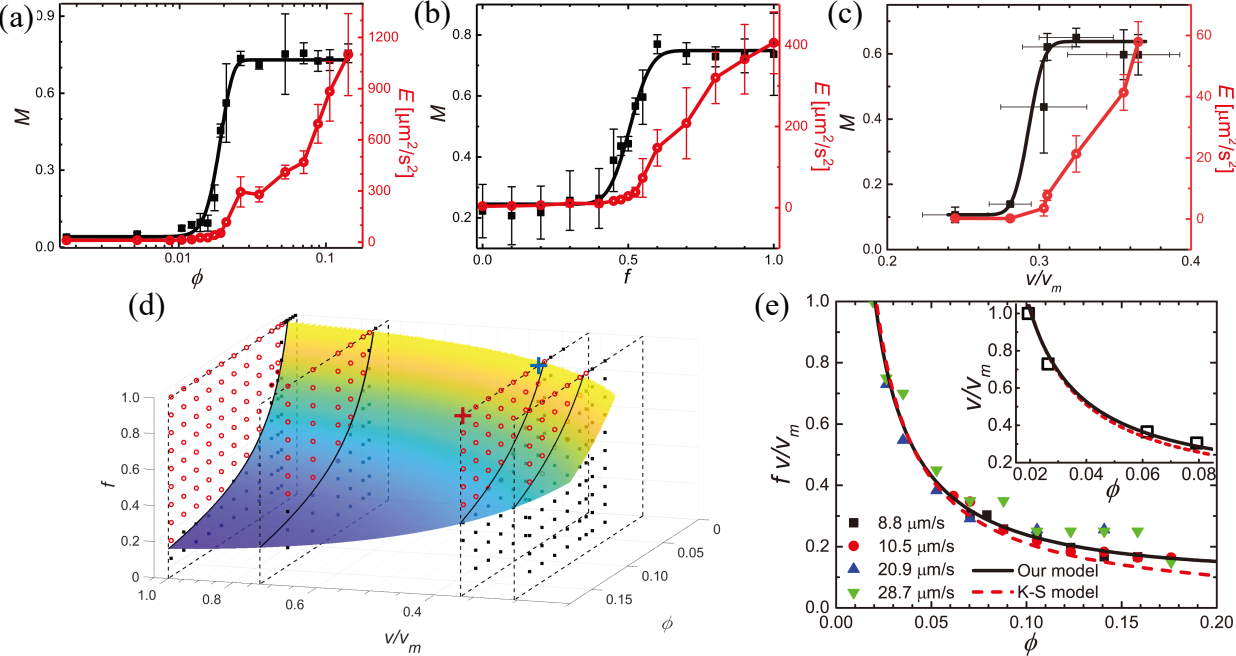 (a)
0.9
0.6
0.3
0.0
M
1100
900
600
300
0
E [μm²/s²]
0.01
0.1
ϕ
(b)
0.8
0.6
0.4
0.2
M
400
200
0
E [μm²/s²]
0.0
0.2
0.4
0.5
0.6
0.8
1.0
f
(c)
0.6
0.4
0.2
0.0
M
60
40
20
0
E [μm²/s²]
0.2
0.3
0.4
v/vm
(d)
1.0
0.8
0.6
0.4
0.2
0
f
1.0
0.8
0.6
0.4
v/vm
0
0.05
0.10
0.15
ϕ
(e)
1.0
0.8
0.6
0.4
0.2
0.0
f v/vm
8.8 μm/s
10.5 μm/s
20.9 μm/s
28.7 μm/s
Our model
K-S model
0.00
0.05
0.10
0.15
0.20
ϕ
1.0
0.8
0.6
0.4
0.2
v/vm
0.02
0.04
0.06
0.08
ϕ